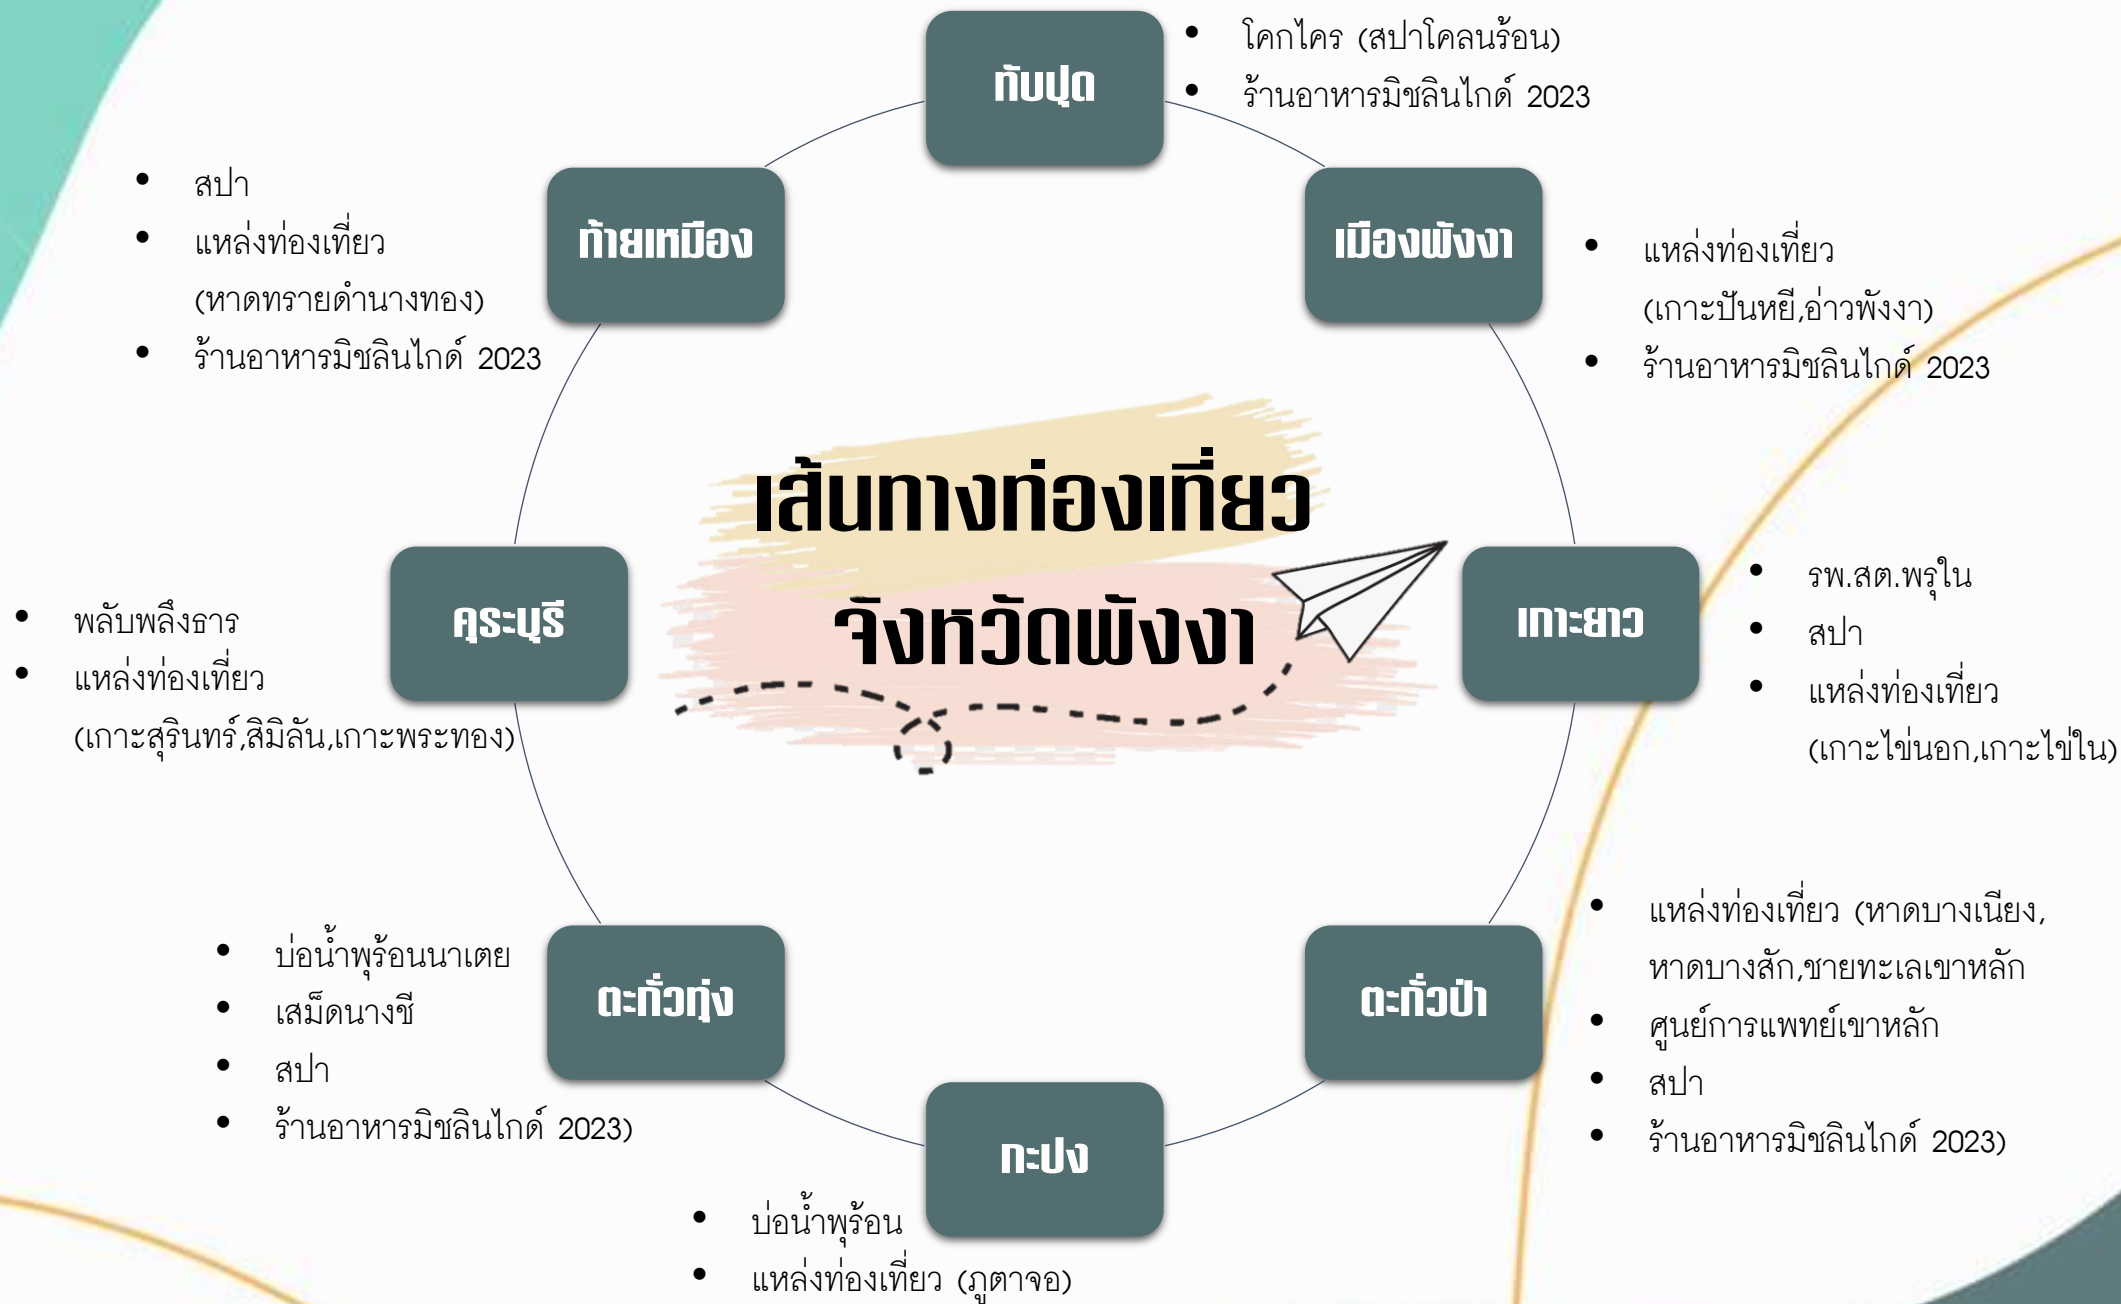 เส้นทางท่องเที่ยว
จังหวัดพังงา
ทับปุด
โคกไคร (สปาโคลนร้อน)
ร้านอาหารมิชลินไกด์ 2023
เมืองพังงา
แหล่งท่องเที่ยว
(เกาะปันหยี,อ่าวพังงา)
ร้านอาหารมิชลินไกด์ 2023
เกาะยาว
รพ.สต.พรุใน
สปา
แหล่งท่องเที่ยว
(เกาะไข่นอก,เกาะไข่ใน)
ตะกั่วป่า
แหล่งท่องเที่ยว (หาดบางเนียง,
หาดบางสัก,ชายทะเลเขาหลัก
ศูนย์การแพทย์เขาหลัก
สปา
ร้านอาหารมิชลินไกด์ 2023)
กะปง
บ่อน้ำพุร้อน
แหล่งท่องเที่ยว (ภูตาจอ)
ตะกั่วทุ่ง
บ่อน้ำพุร้อนนาเตย
เสม็ดนางชี
สปา
ร้านอาหารมิชลินไกด์ 2023)
คุระบุรี
พลับพลึงธาร
แหล่งท่องเที่ยว
(เกาะสุรินทร์,สิมิลัน,เกาะพระทอง)
ท้ายเหมือง
สปา
แหล่งท่องเที่ยว
(หาดทรายดำนางทอง)
ร้านอาหารมิชลินไกด์ 2023